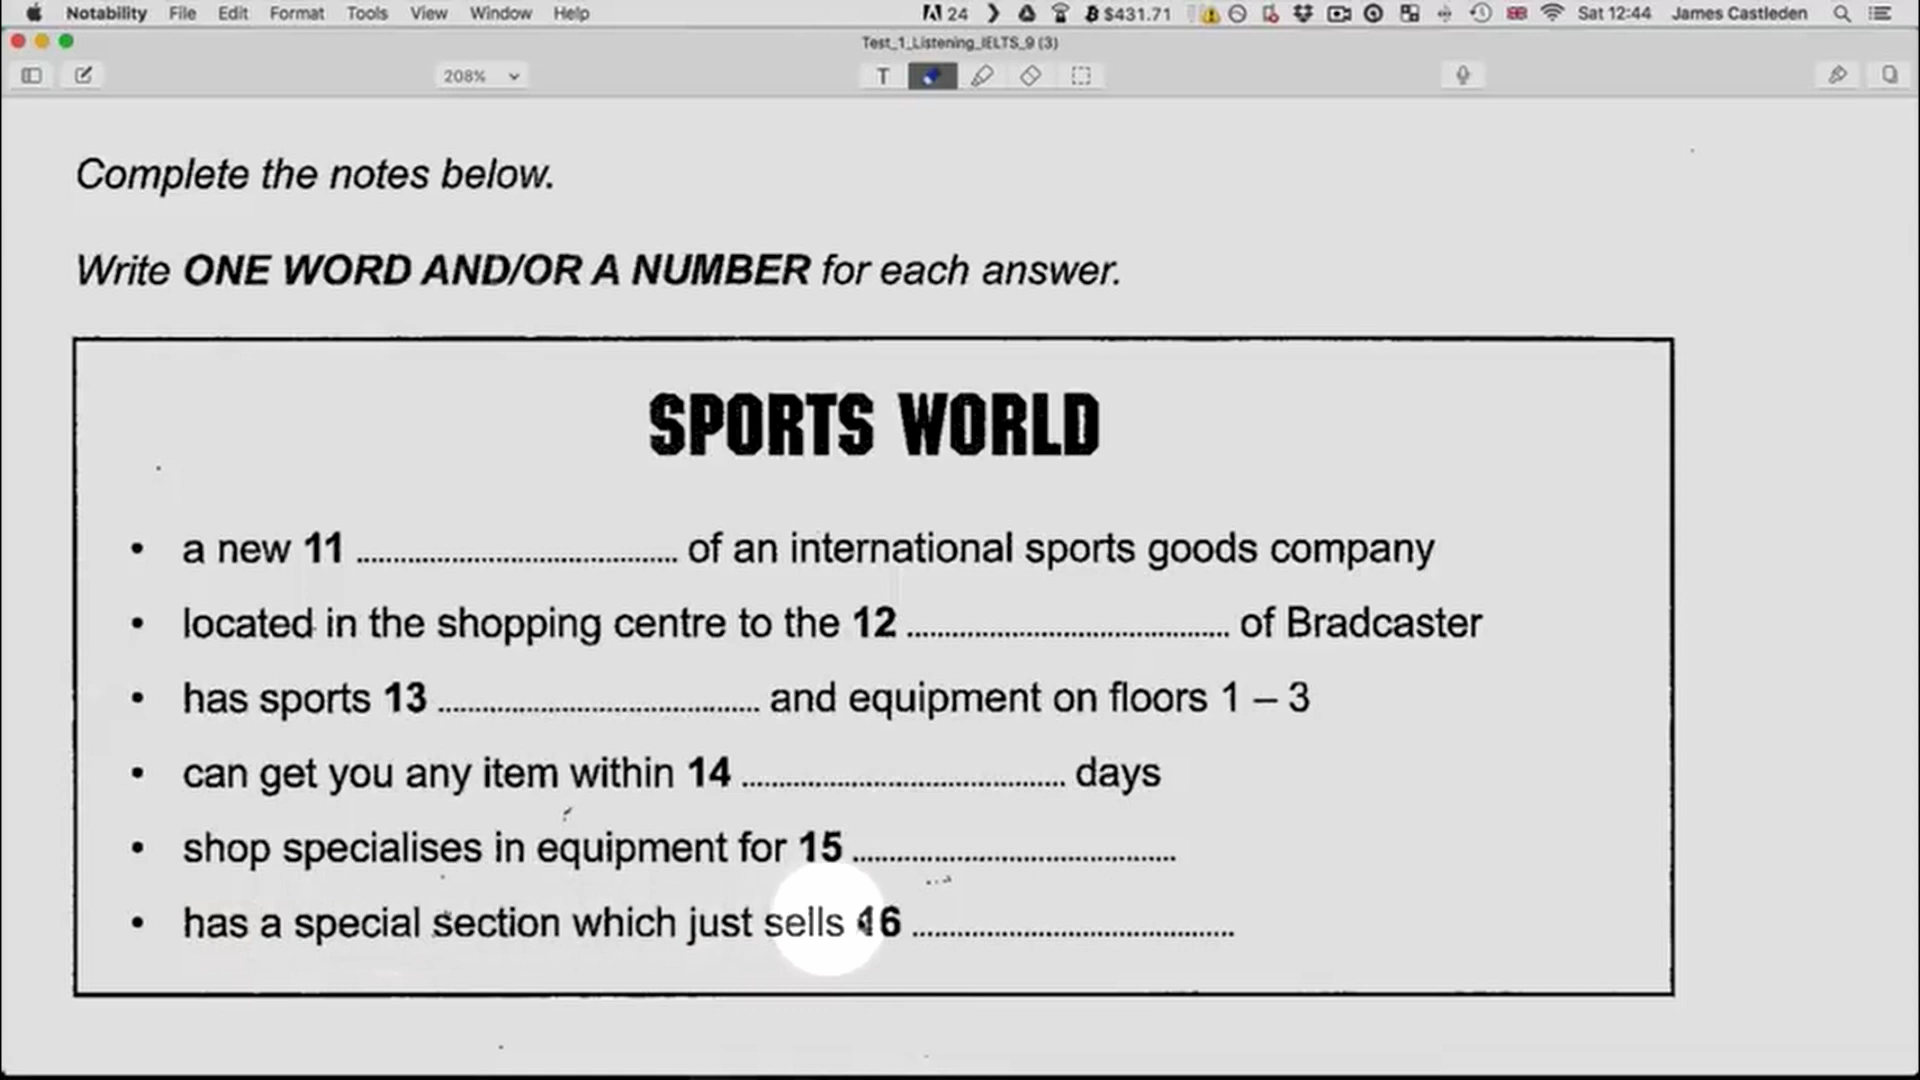 Notability File Edit Format Tools View Window Help 24 $431.71 Sat 12:44 James Castleden
Test_1_Listening_IELTS_9 (3)
208% T
Complete the notes below.
Write ONE WORD AND/OR A NUMBER for each answer.
SPORTS WORLD
• a new 11 ........................................ of an international sports goods company
• located in the shopping centre to the 12 ........................................ of Bradcaster
• has sports 13 ........................................ and equipment on floors 1 – 3
• can get you any item within 14 ........................................ days
• shop specialises in equipment for 15 ........................................
• has a special section which just sells 16 ........................................